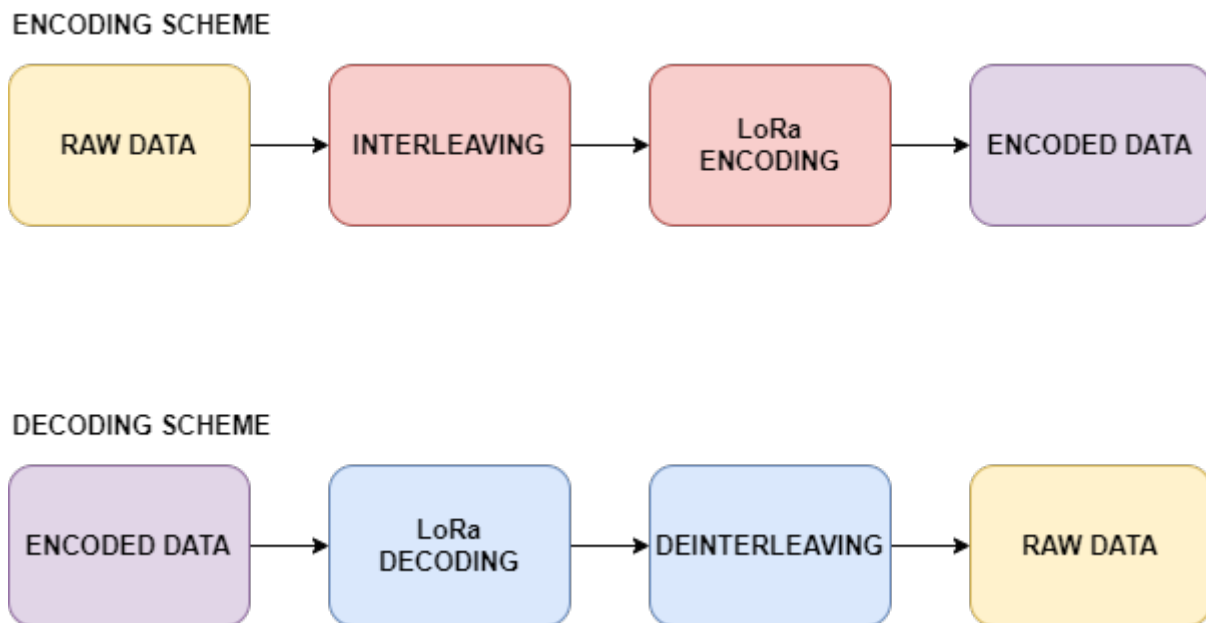 ENCODING SCHEME
RAW DATA
INTERLEAVING
LoRa
ENCODING
ENCODED DATA
DECODING SCHEME
ENCODED DATA
LoRa
DECODING
DEINTERLEAVING
RAW DATA